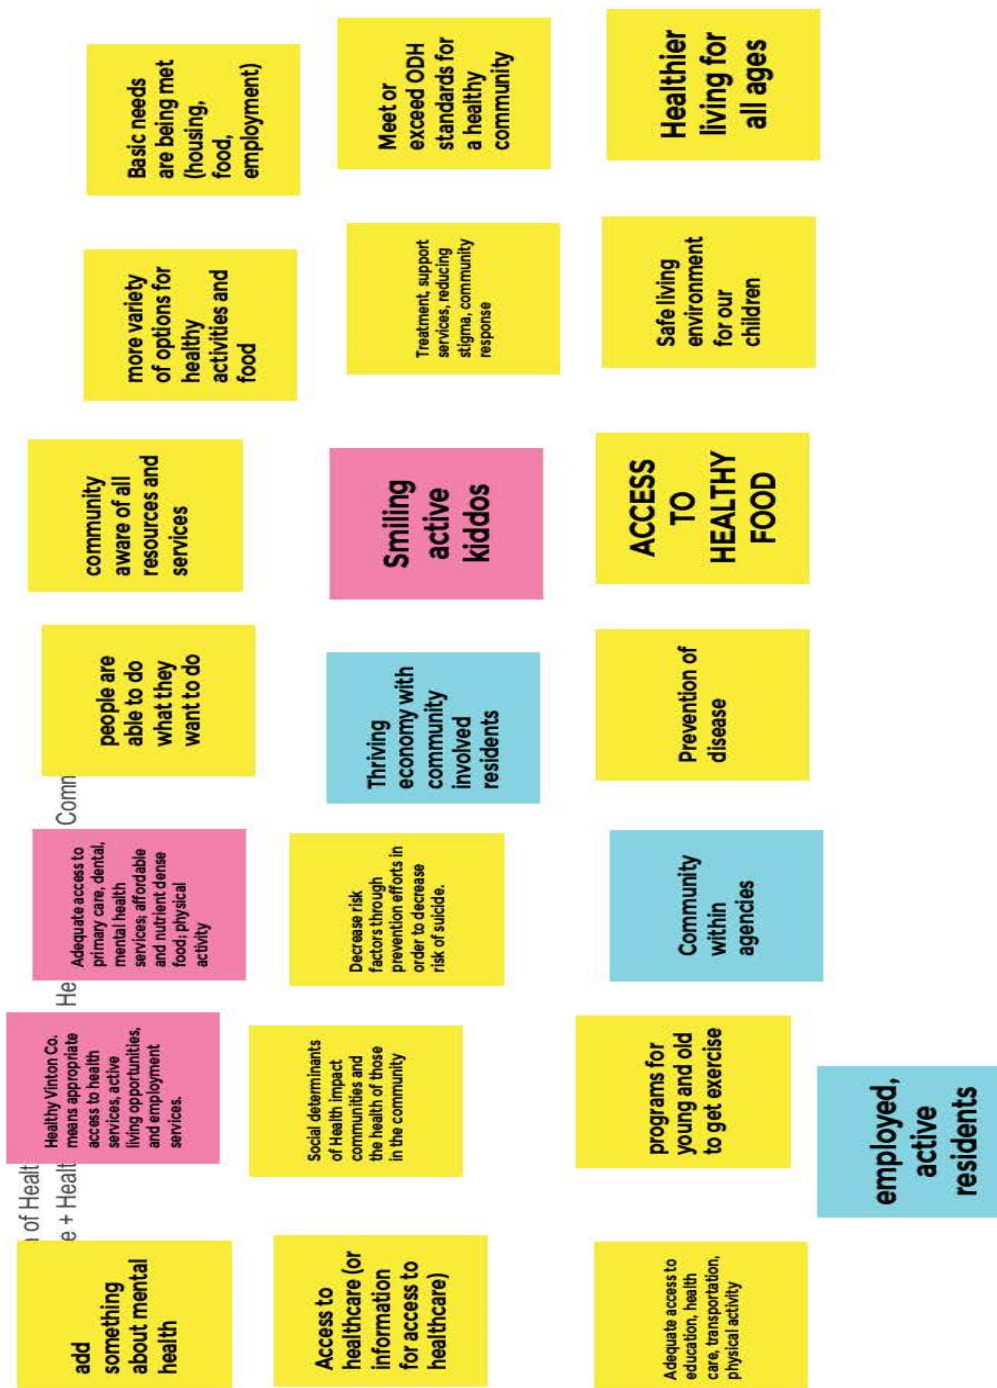 of Healt
e + Healt He Comn
add
something
about mental
health
Healthy Vinton Co.
means appropriate
access to health
services, active
living opportunities,
and employment
services.
Adequate access to
primary care, dental,
mental health
services; affordable
and nutrient dense
food; physical
activity
people are
able to do
what they
want to do
community
aware of all
resources and
services
more variety
of options for
healthy
activities and
food
Basic needs
are being met
(housing,
food,
employment)
Access to
healthcare (or
information
for access to
healthcare)
Social determinants
of Health impact
communities and
the health of those
in the community
Decrease risk
factors through
prevention efforts in
order to decrease
risk of suicide.
Thriving
economy with
community
involved
residents
Smiling
active
kiddos
Treatment, support
services, reducing
stigma, community
response
Meet or
exceed ODH
standards for
a healthy
community
Adequate access to
education, health
care, transportation,
physical activity
programs for
young and old
to get exercise
Community
within
agencies
Prevention of
disease
ACCESS
TO
HEALTHY
FOOD
Safe living
environment
for our
children
Healthier
living for
all ages
employed,
active
residents